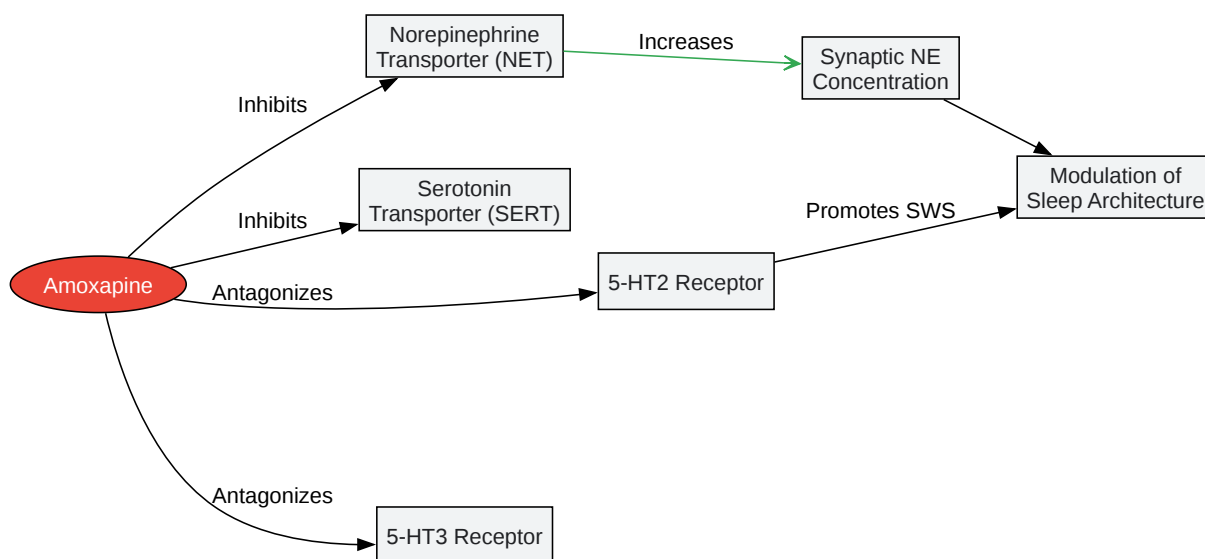 Norepinephrine
Transporter (NET)
Increases
Synaptic NE
Concentration
Inhibits
Modulation of
Sleep Architecture
Serotonin
Transporter (SERT)
Promotes SWS
Inhibits
Amoxapine
Antagonizes
5-HT2 Receptor
Antagonizes
5-HT3 Receptor